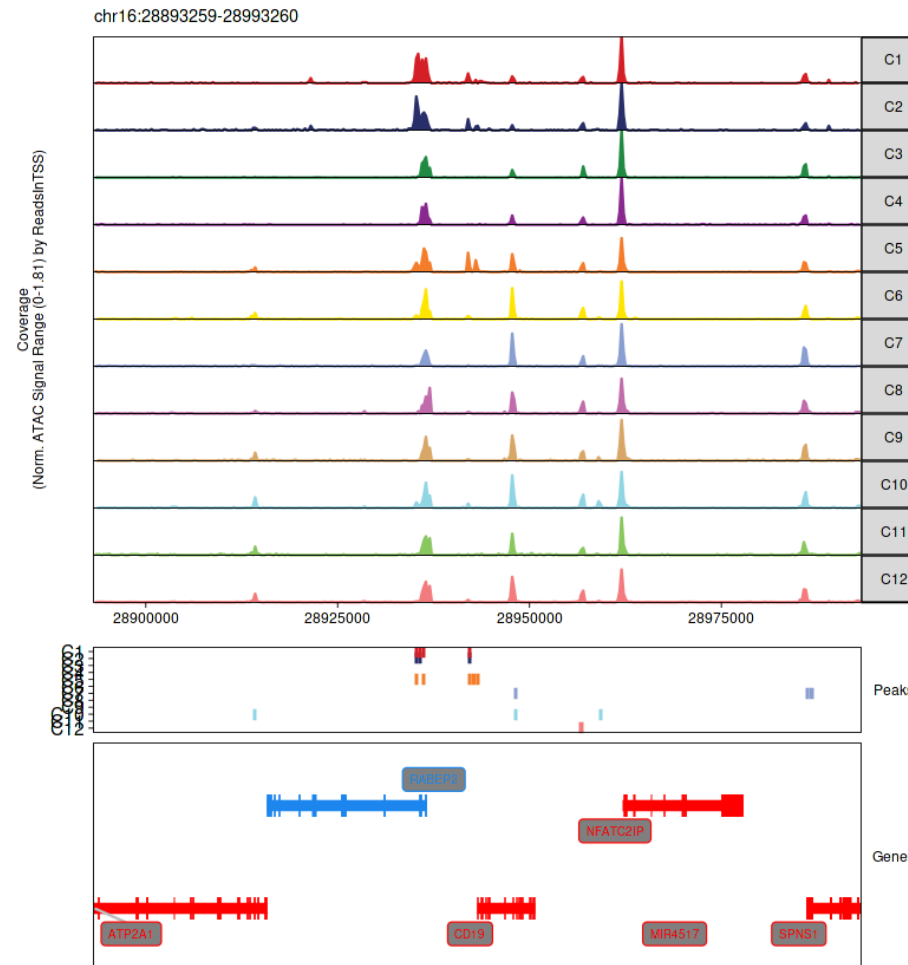 chr16:28893259-28993260
Coverage
(Norm. ATAC Signal Range (0-1.81) by ReadsInTSS)
C1
C2
C3
C4
C5
C6
C7
C8
C9
C10
C11
C12
28900000
28925000
28950000
28975000
C1
C12
Peaks
RABEP2
NFATC2IP
Gene
ATP2A1
CD19
MIR4517
SPNS1